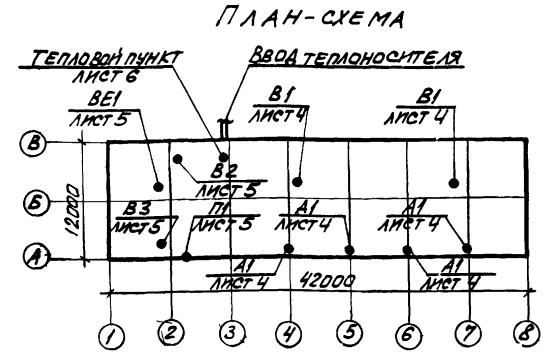 ПЛАН-СХЕМА
ТЕПЛОВОЙ ПУНКТ
ЛИСТ 6
ВВОД ТЕПЛОНОСИТЕЛЯ
ВЕ1
ЛИСТ 5
В1
ЛИСТ 4
В1
ЛИСТ 4
В
В2
ЛИСТ 5
Б
12000
В3
ЛИСТ 5
П1
ЛИСТ 5
А1
ЛИСТ 4
А1
ЛИСТ 4
А
А1
ЛИСТ 4
42000
А1
ЛИСТ 4
1 2 3 4 5 6 7 8